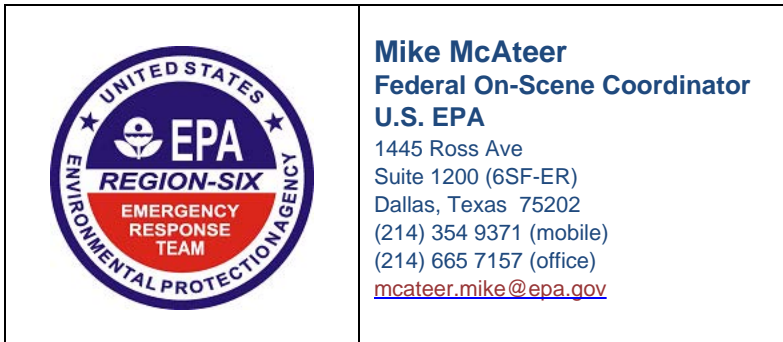 UNITED STATES
EPA
REGION-SIX
EMERGENCY
RESPONSE
TEAM
ENVIRONMENTAL PROTECTION AGENCY
Mike McAteer
Federal On-Scene Coordinator
U.S. EPA
1445 Ross Ave
Suite 1200 (6SF-ER)
Dallas, Texas  75202
(214) 354 9371 (mobile)
(214) 665 7157 (office)
mcateer.mike@epa.gov